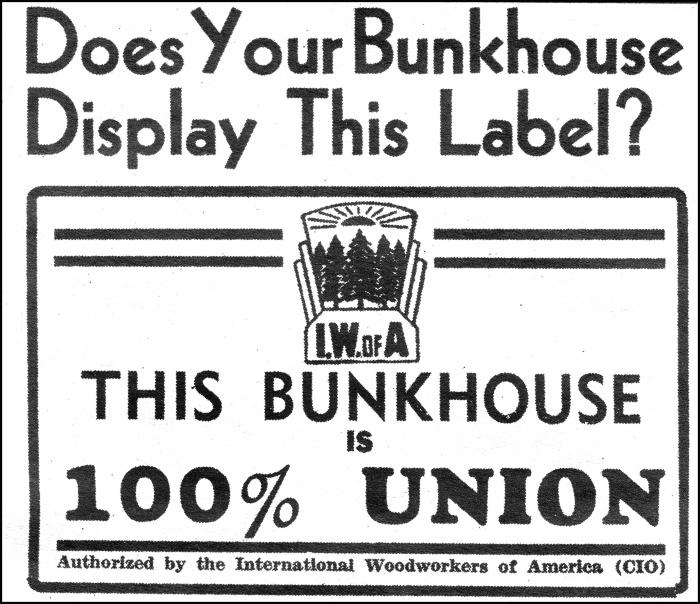 Does Your Bunkhouse
Display This Label?
I.W.OF A
THIS BUNKHOUSE
IS
100% UNION
Authorized by the International Woodworkers of America (CIO)